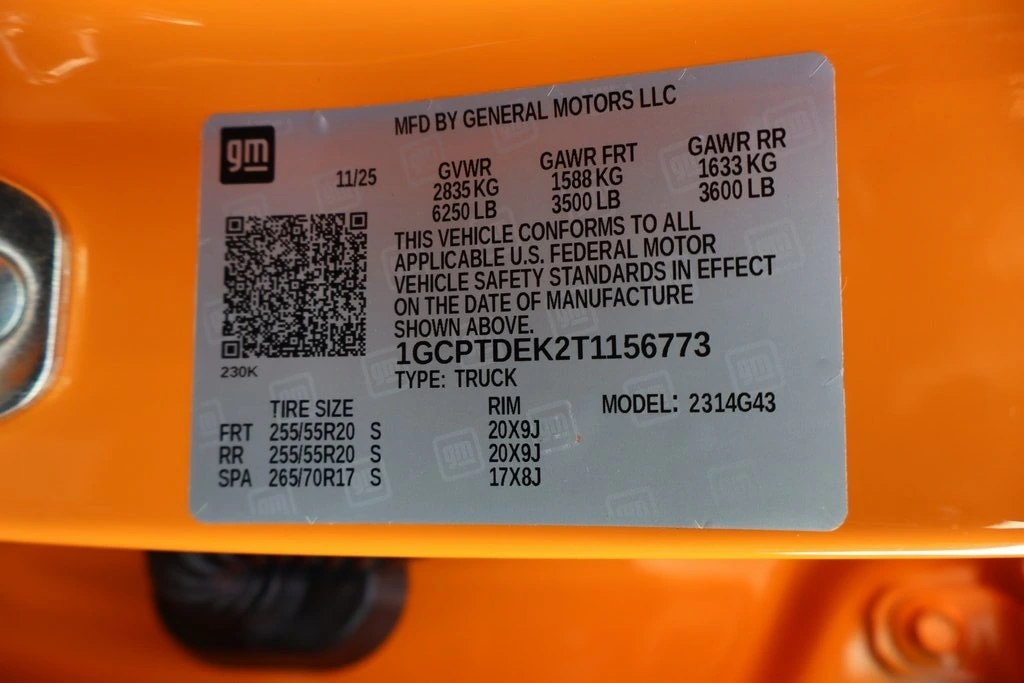 MFD BY GENERAL MOTORS LLC
gm
11/25
GVWR GAWR FRT GAWR RR
2835 KG 1588 KG 1633 KG
6250 LB 3500 LB 3600 LB
THIS VEHICLE CONFORMS TO ALL
APPLICABLE U.S. FEDERAL MOTOR
VEHICLE SAFETY STANDARDS IN EFFECT
ON THE DATE OF MANUFACTURE
SHOWN ABOVE.
1GCPTDEK2T1156773
230K
TYPE: TRUCK
TIRE SIZE RIM MODEL: 2314G43
FRT 255/55R20 S 20X9J
RR 255/55R20 S 20X9J
SPA 265/70R17 S 17X8J